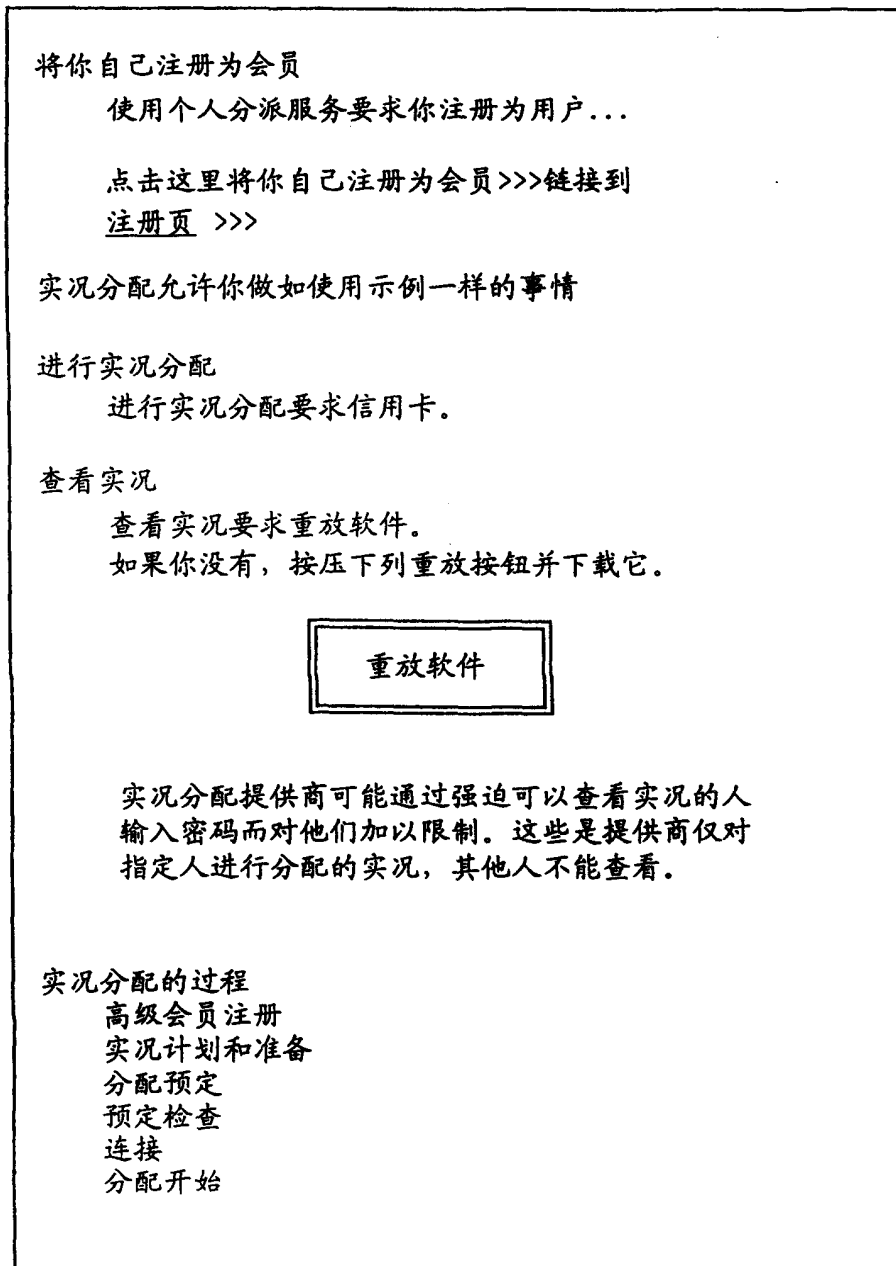 将你自己注册为会员
使用个人分派服务要求你注册为用户...
点击这里将你自己注册为会员>>>链接到
注册页 >>>
实况分配允许你做如使用示例一样的事情
进行实况分配
进行实况分配要求信用卡。
查看实况
查看实况要求重放软件。
如果你没有，按压下列重放按钮并下载它。
重放软件
实况分配提供商可能通过强迫可以查看实况的人
输入密码而对他们加以限制。这些是提供商仅对
指定人进行分配的实况，其他人不能查看。
实况分配的过程
高级会员注册
实况计划和准备
分配预定
预定检查
连接
分配开始